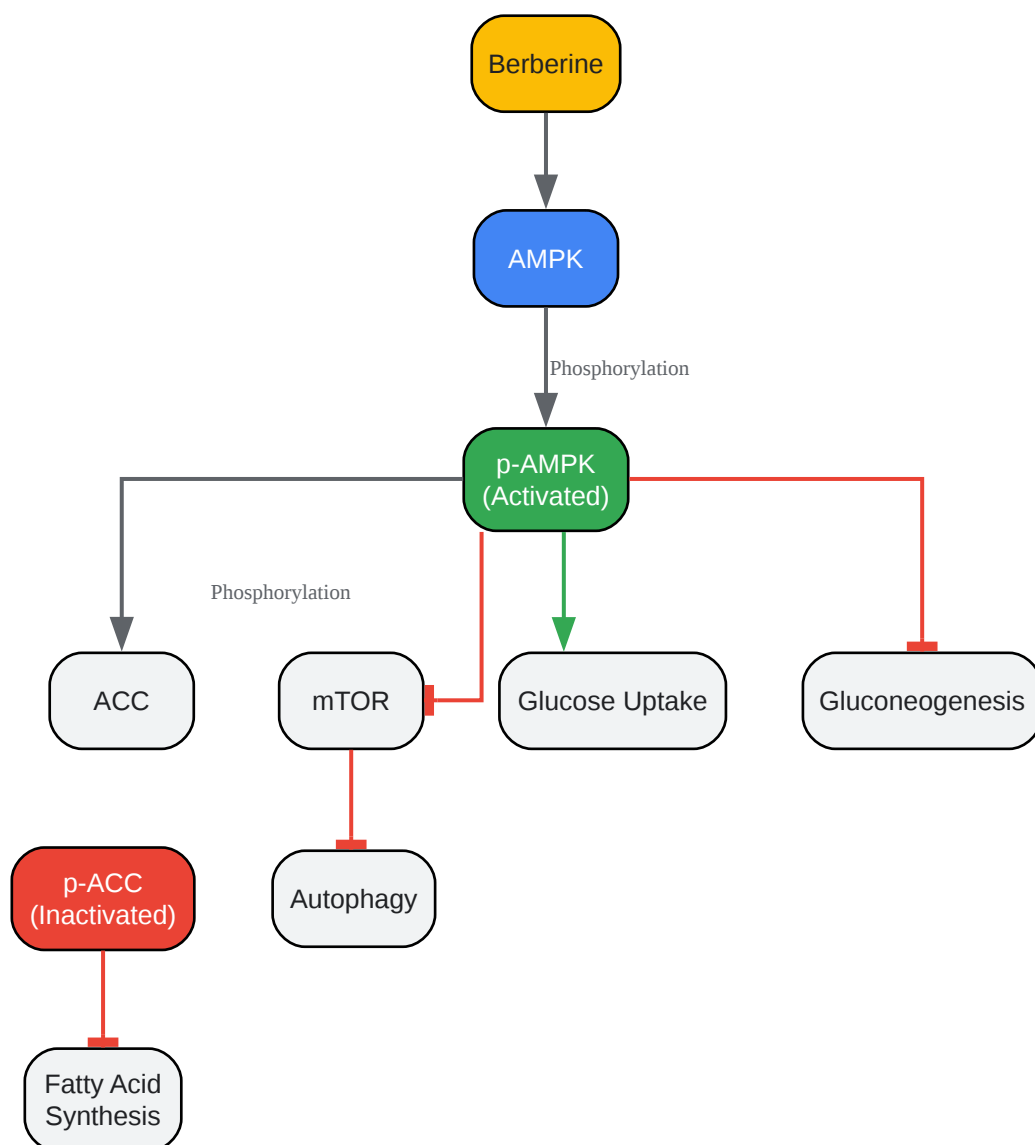 Berberine
AMPK
Phosphorylation
p-AMPK
(Activated)
Phosphorylation
ACC
mTOR
Glucose Uptake
Gluconeogenesis
p-ACC
(Inactivated)
Autophagy
Fatty Acid
Synthesis